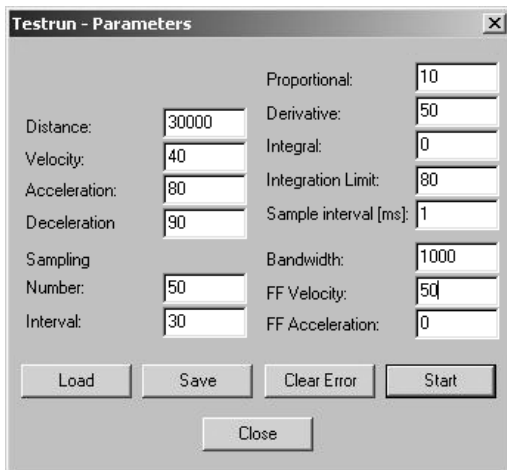 Testrun - Parameters
Proportional: 10
Distance: 30000 Derivative: 50
Velocity: 40 Integral: 0
Acceleration: 80 Integration Limit: 80
Deceleration 90 Sample interval [ms]: 1
Sampling Bandwidth: 1000
Number: 50 FF Velocity: 50
Interval: 30 FF Acceleration: 0
Load Save Clear Error Start
Close